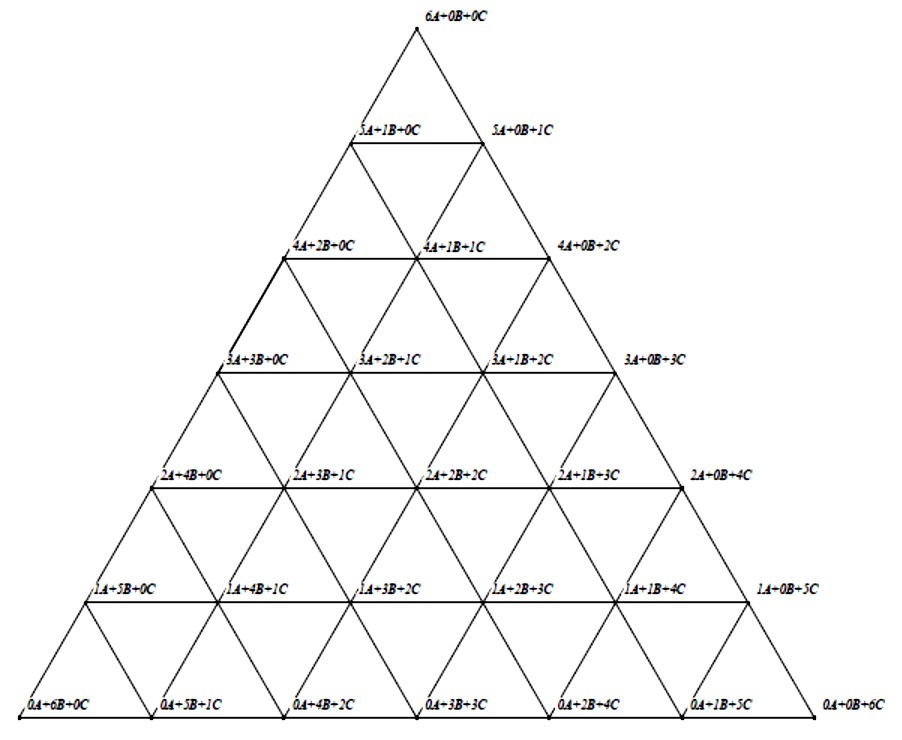 6A+0B+0C
5A+1B+0C 5A+0B+1C
4A+2B+0C 4A+1B+1C 4A+0B+2C
3A+3B+0C 3A+2B+1C 3A+1B+2C 3A+0B+3C
2A+4B+0C 2A+3B+1C 2A+2B+2C 2A+1B+3C 2A+0B+4C
1A+5B+0C 1A+4B+1C 1A+3B+2C 1A+2B+3C 1A+1B+4C 1A+0B+5C
0A+6B+0C 0A+5B+1C 0A+4B+2C 0A+3B+3C 0A+2B+4C 0A+1B+5C 0A+0B+6C